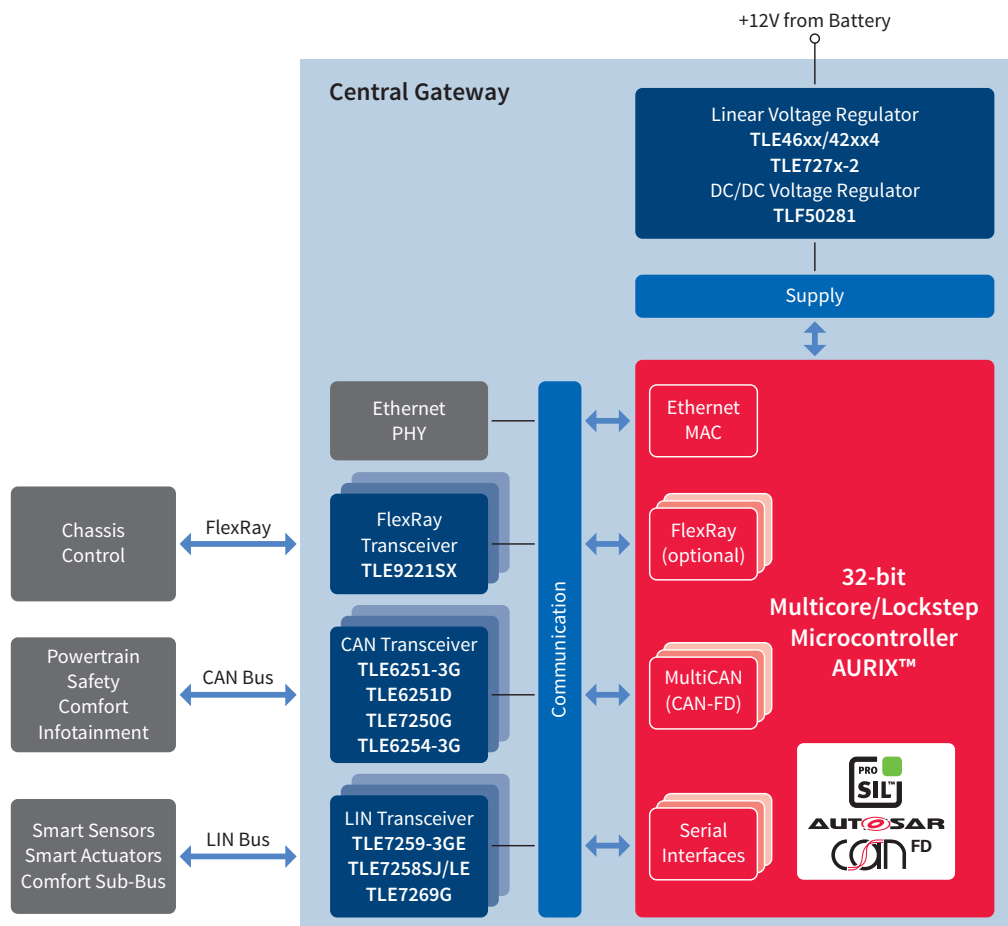 +12V from Battery
Central Gateway
Linear Voltage Regulator
TLE46xx/42xx4
TLE727x-2
DC/DC Voltage Regulator
TLF50281
Supply
Ethernet
PHY
Communication
Ethernet
MAC
Chassis
Control
FlexRay
FlexRay
Transceiver
TLE9221SX
FlexRay
(optional)
32-bit
Multicore/Lockstep
Microcontroller
AURIX™
Powertrain
Safety
Comfort
Infotainment
CAN Bus
CAN Transceiver
TLE6251-3G
TLE6251D
TLE7250G
TLE6254-3G
MultiCAN
(CAN-FD)
Smart Sensors
Smart Actuators
Comfort Sub-Bus
LIN Bus
LIN Transceiver
TLE7259-3GE
TLE7258SJ/LE
TLE7269G
Serial
Interfaces
PRO
SIL™
AUTOSAR
can FD